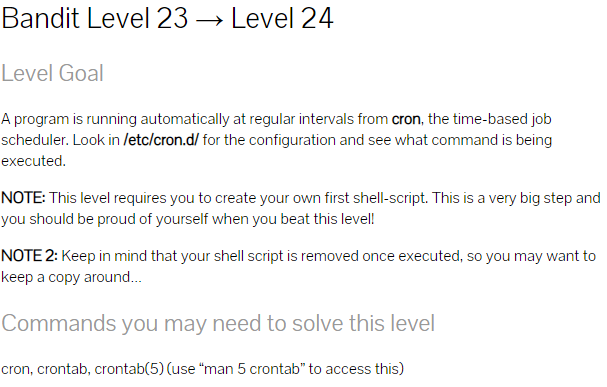 Bandit Level 23 → Level 24
Level Goal
A program is running automatically at regular intervals from cron, the time-based job
scheduler. Look in /etc/cron.d/ for the configuration and see what command is being
executed.
NOTE: This level requires you to create your own first shell-script. This is a very big step and
you should be proud of yourself when you beat this level!
NOTE 2: Keep in mind that your shell script is removed once executed, so you may want to
keep a copy around…
Commands you may need to solve this level
cron, crontab, crontab(5) (use “man 5 crontab” to access this)